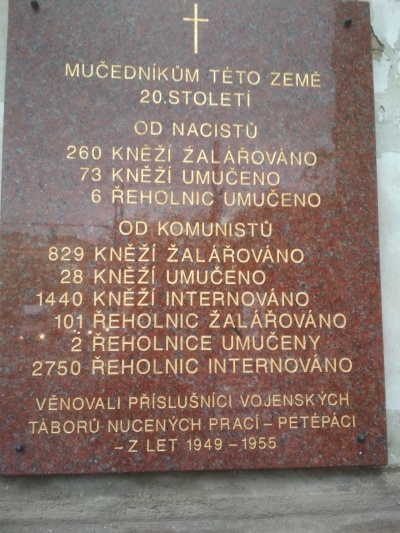 MUČEDNÍKŮM TÉTO ZEMĚ
20.STOLETÍ
OD NACISTŮ
260 KNĚŽÍ ŽALÁŘOVÁNO
73 KNĚŽÍ UMUČENO
6 ŘEHOLNIC UMUČENO
OD KOMUNISTŮ
829 KNĚŽÍ ŽALÁŘOVÁNO
28 KNĚŽÍ UMUČENO
1440 KNĚŽÍ INTERNOVÁNO
101 ŘEHOLNIC ŽALÁŘOVÁNO
2 ŘEHOLNICE UMUČENY
2750 ŘEHOLNIC INTERNOVÁNO
VĚNOVALI PŘÍSLUŠNÍCI VOJENSKÝCH
TÁBORŮ NUCENÝCH PRACÍ – PETÉPÁCI
– Z LET 1949 – 1955